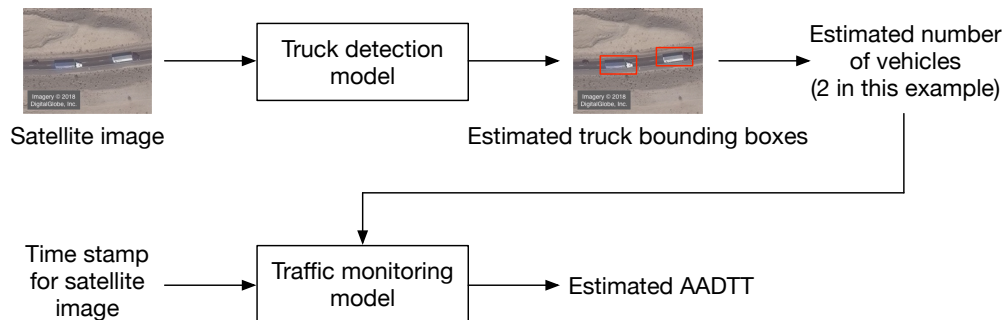 Imagery © 2018
DigitalGlobe, Inc.
Satellite image
Truck detection
model
Imagery © 2018
DigitalGlobe, Inc.
Estimated truck bounding boxes
Estimated number
of vehicles
(2 in this example)
Time stamp
for satellite
image
Traffic monitoring
model
Estimated AADTT